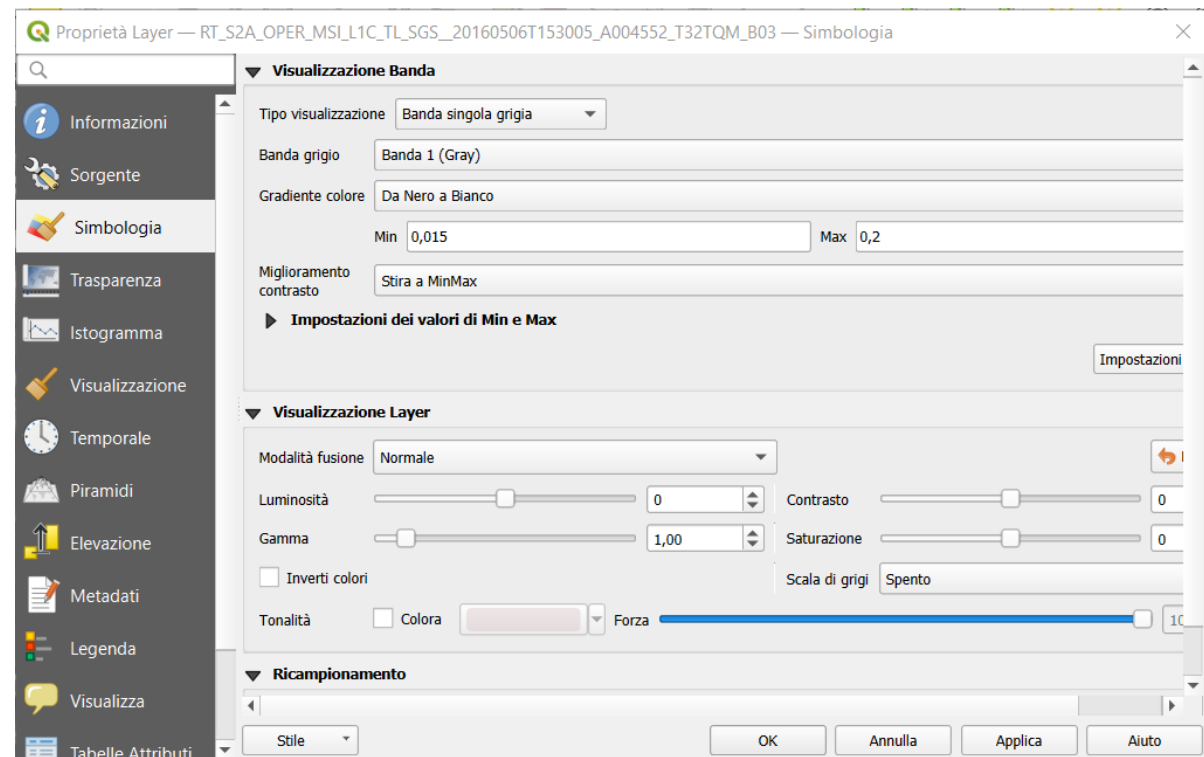 Proprietà Layer — RT_S2A_OPER_MSI_L1C_TL_SGS__20160506T153005_A004552_T32TQM_B03 — Simbologia
Informazioni
Sorgente
Simbologia
Trasparenza
Istogramma
Visualizzazione
Temporale
Piramidi
Elevazione
Metadati
Legenda
Visualizza
Tabelle Attributi
Visualizzazione Banda
Tipo visualizzazione Banda singola grigia
Banda grigio Banda 1 (Gray)
Gradiente colore Da Nero a Bianco
Min 0,015 Max 0,2
Miglioramento
contrasto Stira a MinMax
Impostazioni dei valori di Min e Max
Impostazioni
Visualizzazione Layer
Modalità fusione Normale
Luminosità 0 Contrasto 0
Gamma 1,00 Saturazione 0
Inverti colori Scala di grigi Spento
Tonalità Colora Forza 10
Ricampionamento
Stile OK Annulla Applica Aiuto